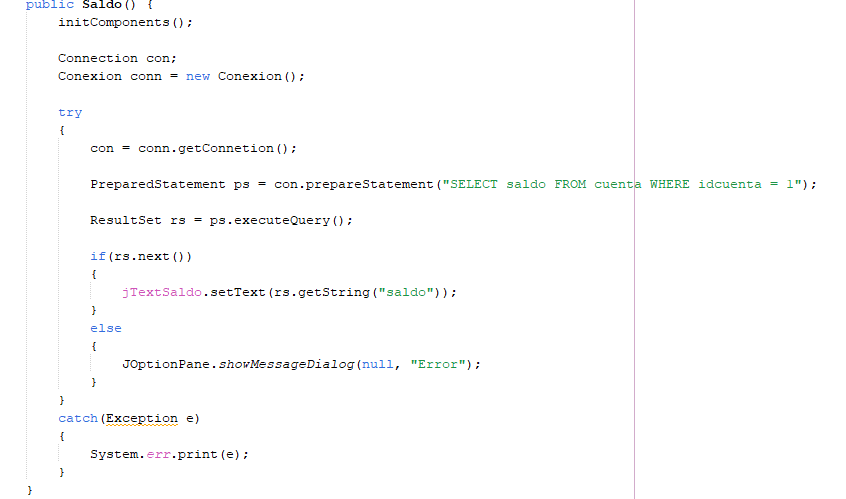 public Saldo() {
initComponents();
Connection con;
Conexion conn = new Conexion();
try
{
con = conn.getConnetion();
PreparedStatement ps = con.prepareStatement("SELECT saldo FROM cuenta WHERE idcuenta = 1");
ResultSet rs = ps.executeQuery();
if(rs.next())
{
jTextSaldo.setText(rs.getString("saldo"));
}
else
{
JOptionPane.showMessageDialog(null, "Error");
}
}
catch(Exception e)
{
System.err.print(e);
}
}